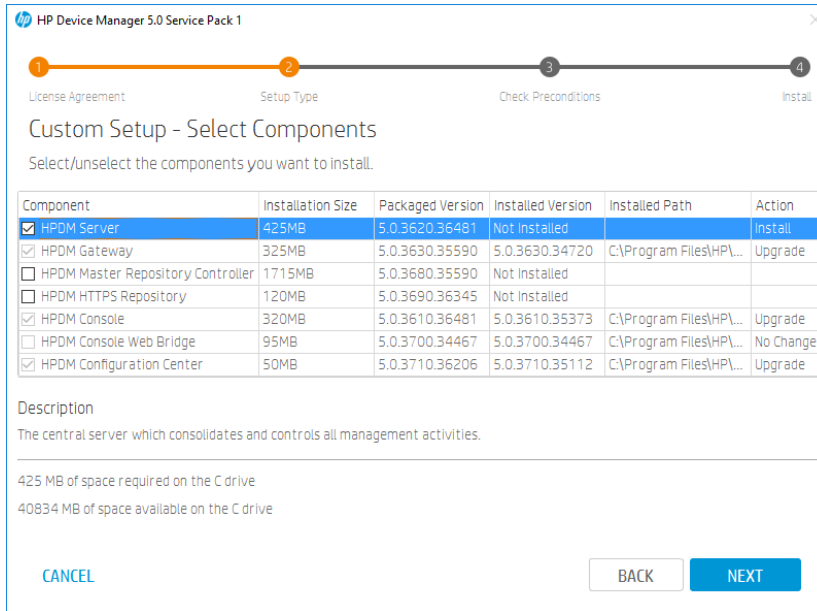 hp HP Device Manager 5.0 Service Pack 1
1 2 3 4
License Agreement Setup Type Check Preconditions Install
Custom Setup - Select Components
Select/unselect the components you want to install.
Component Installation Size Packaged Version Installed Version Installed Path Action
HPDM Server 425MB 5.0.3620.36481 Not Installed Install
HPDM Gateway 325MB 5.0.3630.35590 5.0.3630.34720 C:\Program Files\HP\... Upgrade
HPDM Master Repository Controller 1715MB 5.0.3680.35590 Not Installed
HPDM HTTPS Repository 120MB 5.0.3690.36345 Not Installed
HPDM Console 320MB 5.0.3610.36481 5.0.3610.35373 C:\Program Files\HP\... Upgrade
HPDM Console Web Bridge 95MB 5.0.3700.34467 5.0.3700.34467 C:\Program Files\HP\... No Change
HPDM Configuration Center 50MB 5.0.3710.36206 5.0.3710.35112 C:\Program Files\HP\... Upgrade
Description
The central server which consolidates and controls all management activities.
425 MB of space required on the C drive
40834 MB of space available on the C drive
CANCEL BACK NEXT